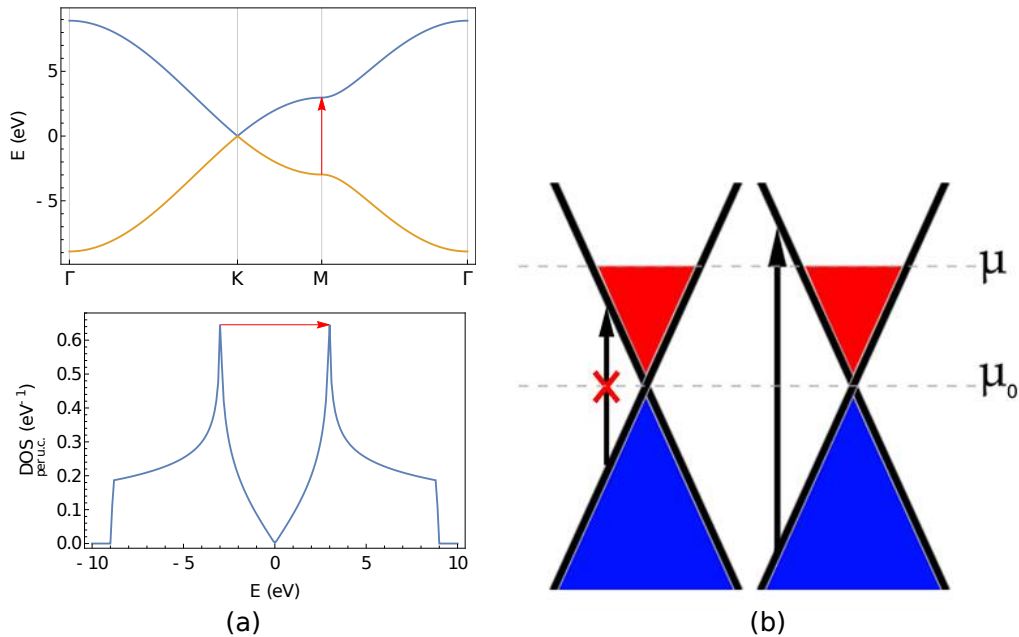 E (eV)
5
0
- 5
Γ K M Γ
DOS per u.c. (eV⁻¹)
0.6
0.5
0.4
0.3
0.2
0.1
0.0
- 10 - 5 0 5 10
E (eV)
(a)
μ
μ₀
(b)